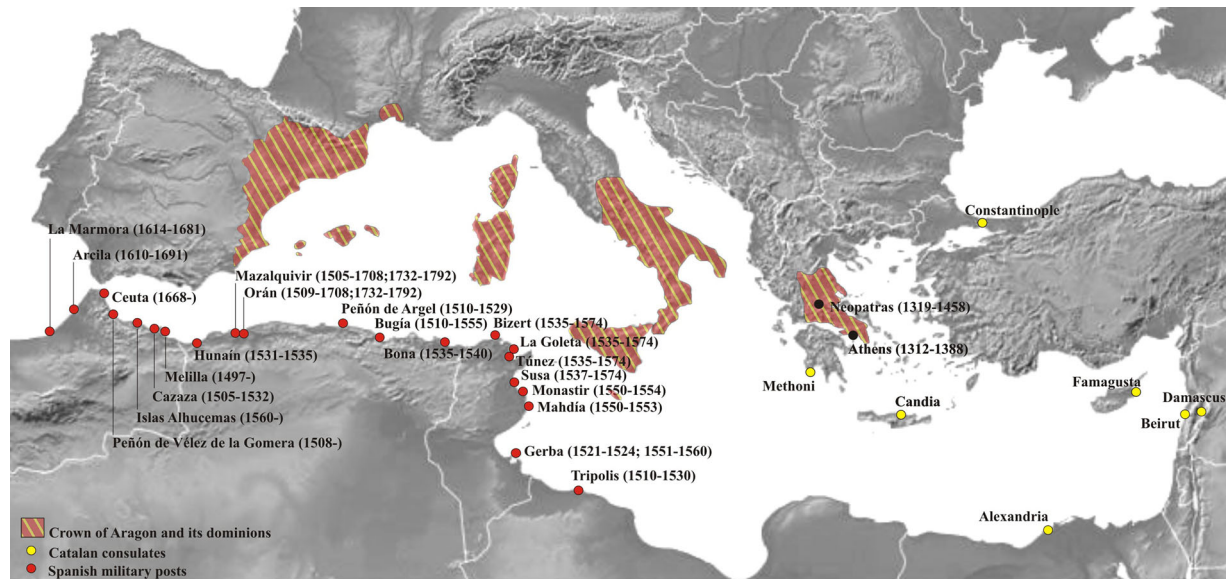 La Marmora (1614-1681)
Arcila (1610-1691)
Ceuta (1668-)
Mazalquivir (1505-1708;1732-1792)
Orán (1509-1708;1732-1792)
Peñón de Argel (1510-1529)
Bugía (1510-1555)
Bizert (1535-1574)
La Goleta (1535-1574)
Hunaín (1531-1535)
Bona (1535-1540)
Túnez (1535-1574)
Melilla (1497-)
Susa (1537-1574)
Cazaza (1505-1532)
Monastir (1550-1554)
Islas Alhucemas (1560-)
Mahdía (1550-1553)
Peñón de Vélez de la Gomera (1508-)
Gerba (1521-1524; 1551-1560)
Tripolis (1510-1530)
Constantinople
Neopatras (1319-1458)
Athens (1312-1388)
Methoni
Candia
Famagusta
Damascus
Beirut
Alexandria
Crown of Aragon and its dominions
Catalan consulates
Spanish military posts